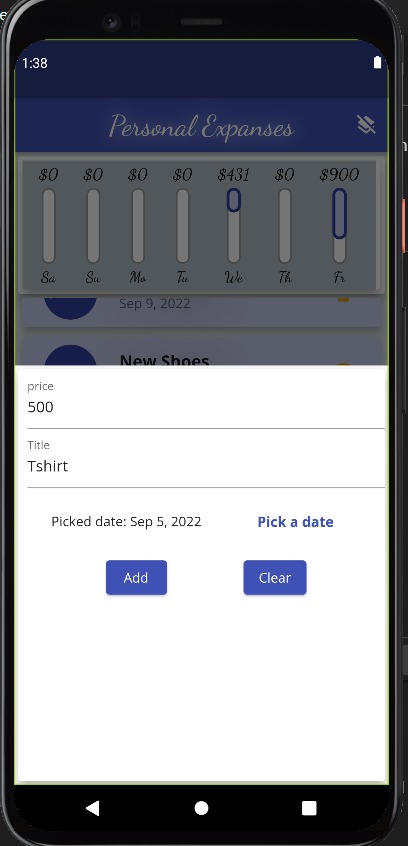 1:38
Personal Expanses
$0 $0 $0 $0 $431 $0 $900
Sa Su Mo Tu We Th Fr
Sep 9, 2022
New Shoes
price
500
Title
Tshirt
Picked date: Sep 5, 2022 Pick a date
Add Clear